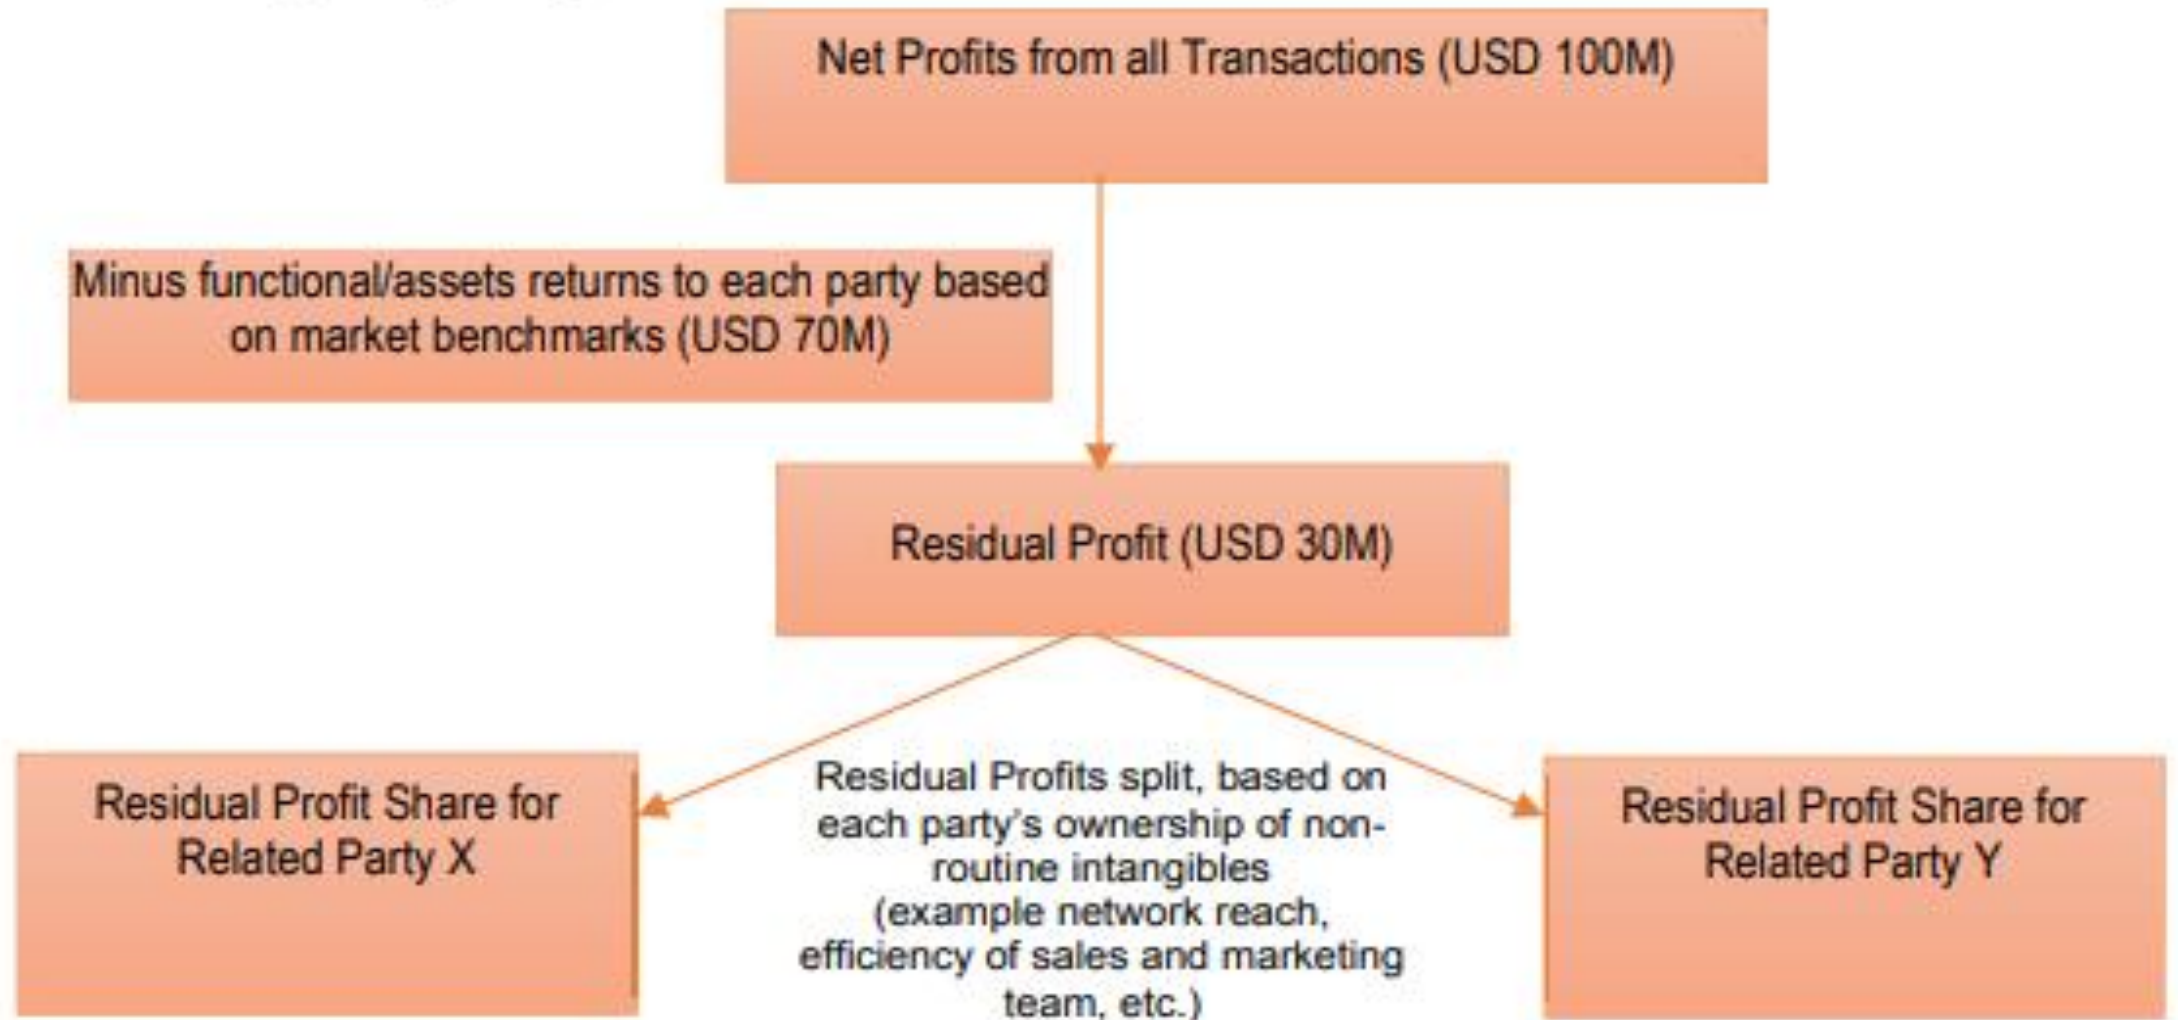 Net Profits from all Transactions (USD 100M)
Minus functional/assets returns to each party based
on market benchmarks (USD 70M)
Residual Profit (USD 30M)
Residual Profit Share for
Related Party X
Residual Profits split, based on
each party's ownership of non-
routine intangibles
(example network reach,
efficiency of sales and marketing
team, etc.)
Residual Profit Share for
Related Party Y